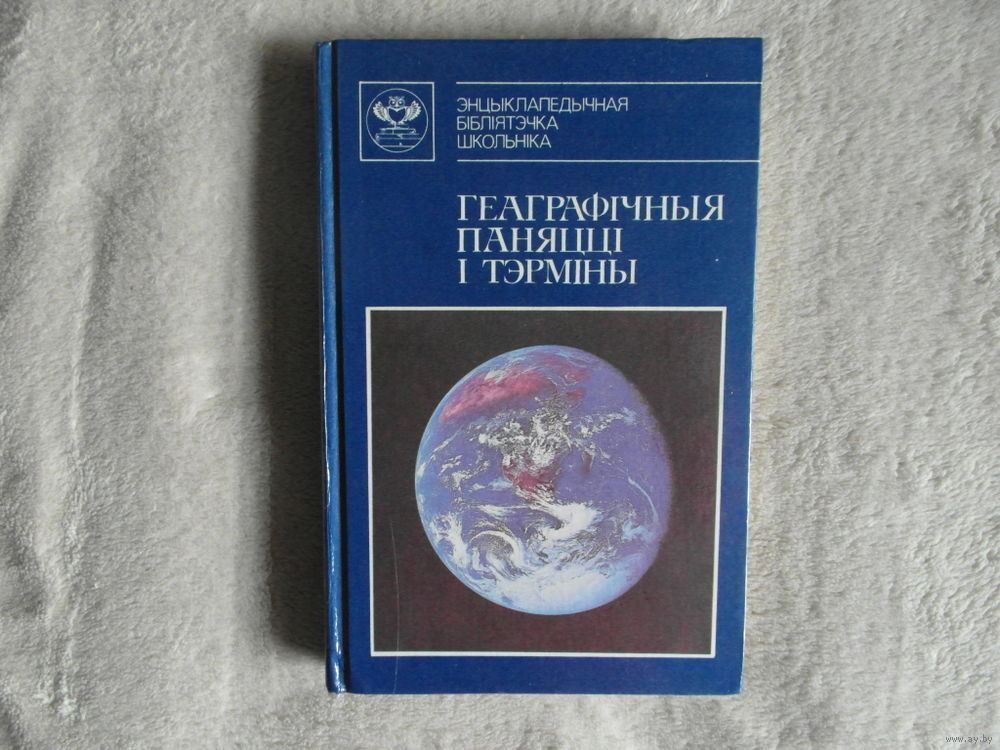 ЭНЦЫКЛАПЕДЫЧНАЯ
БІБЛІЯТЭЧКА
ШКОЛЬНІКА
ГЕАГРАФІЧНЫЯ
ПАНЯЦЦІ
І ТЭРМІНЫ
www.ay.by